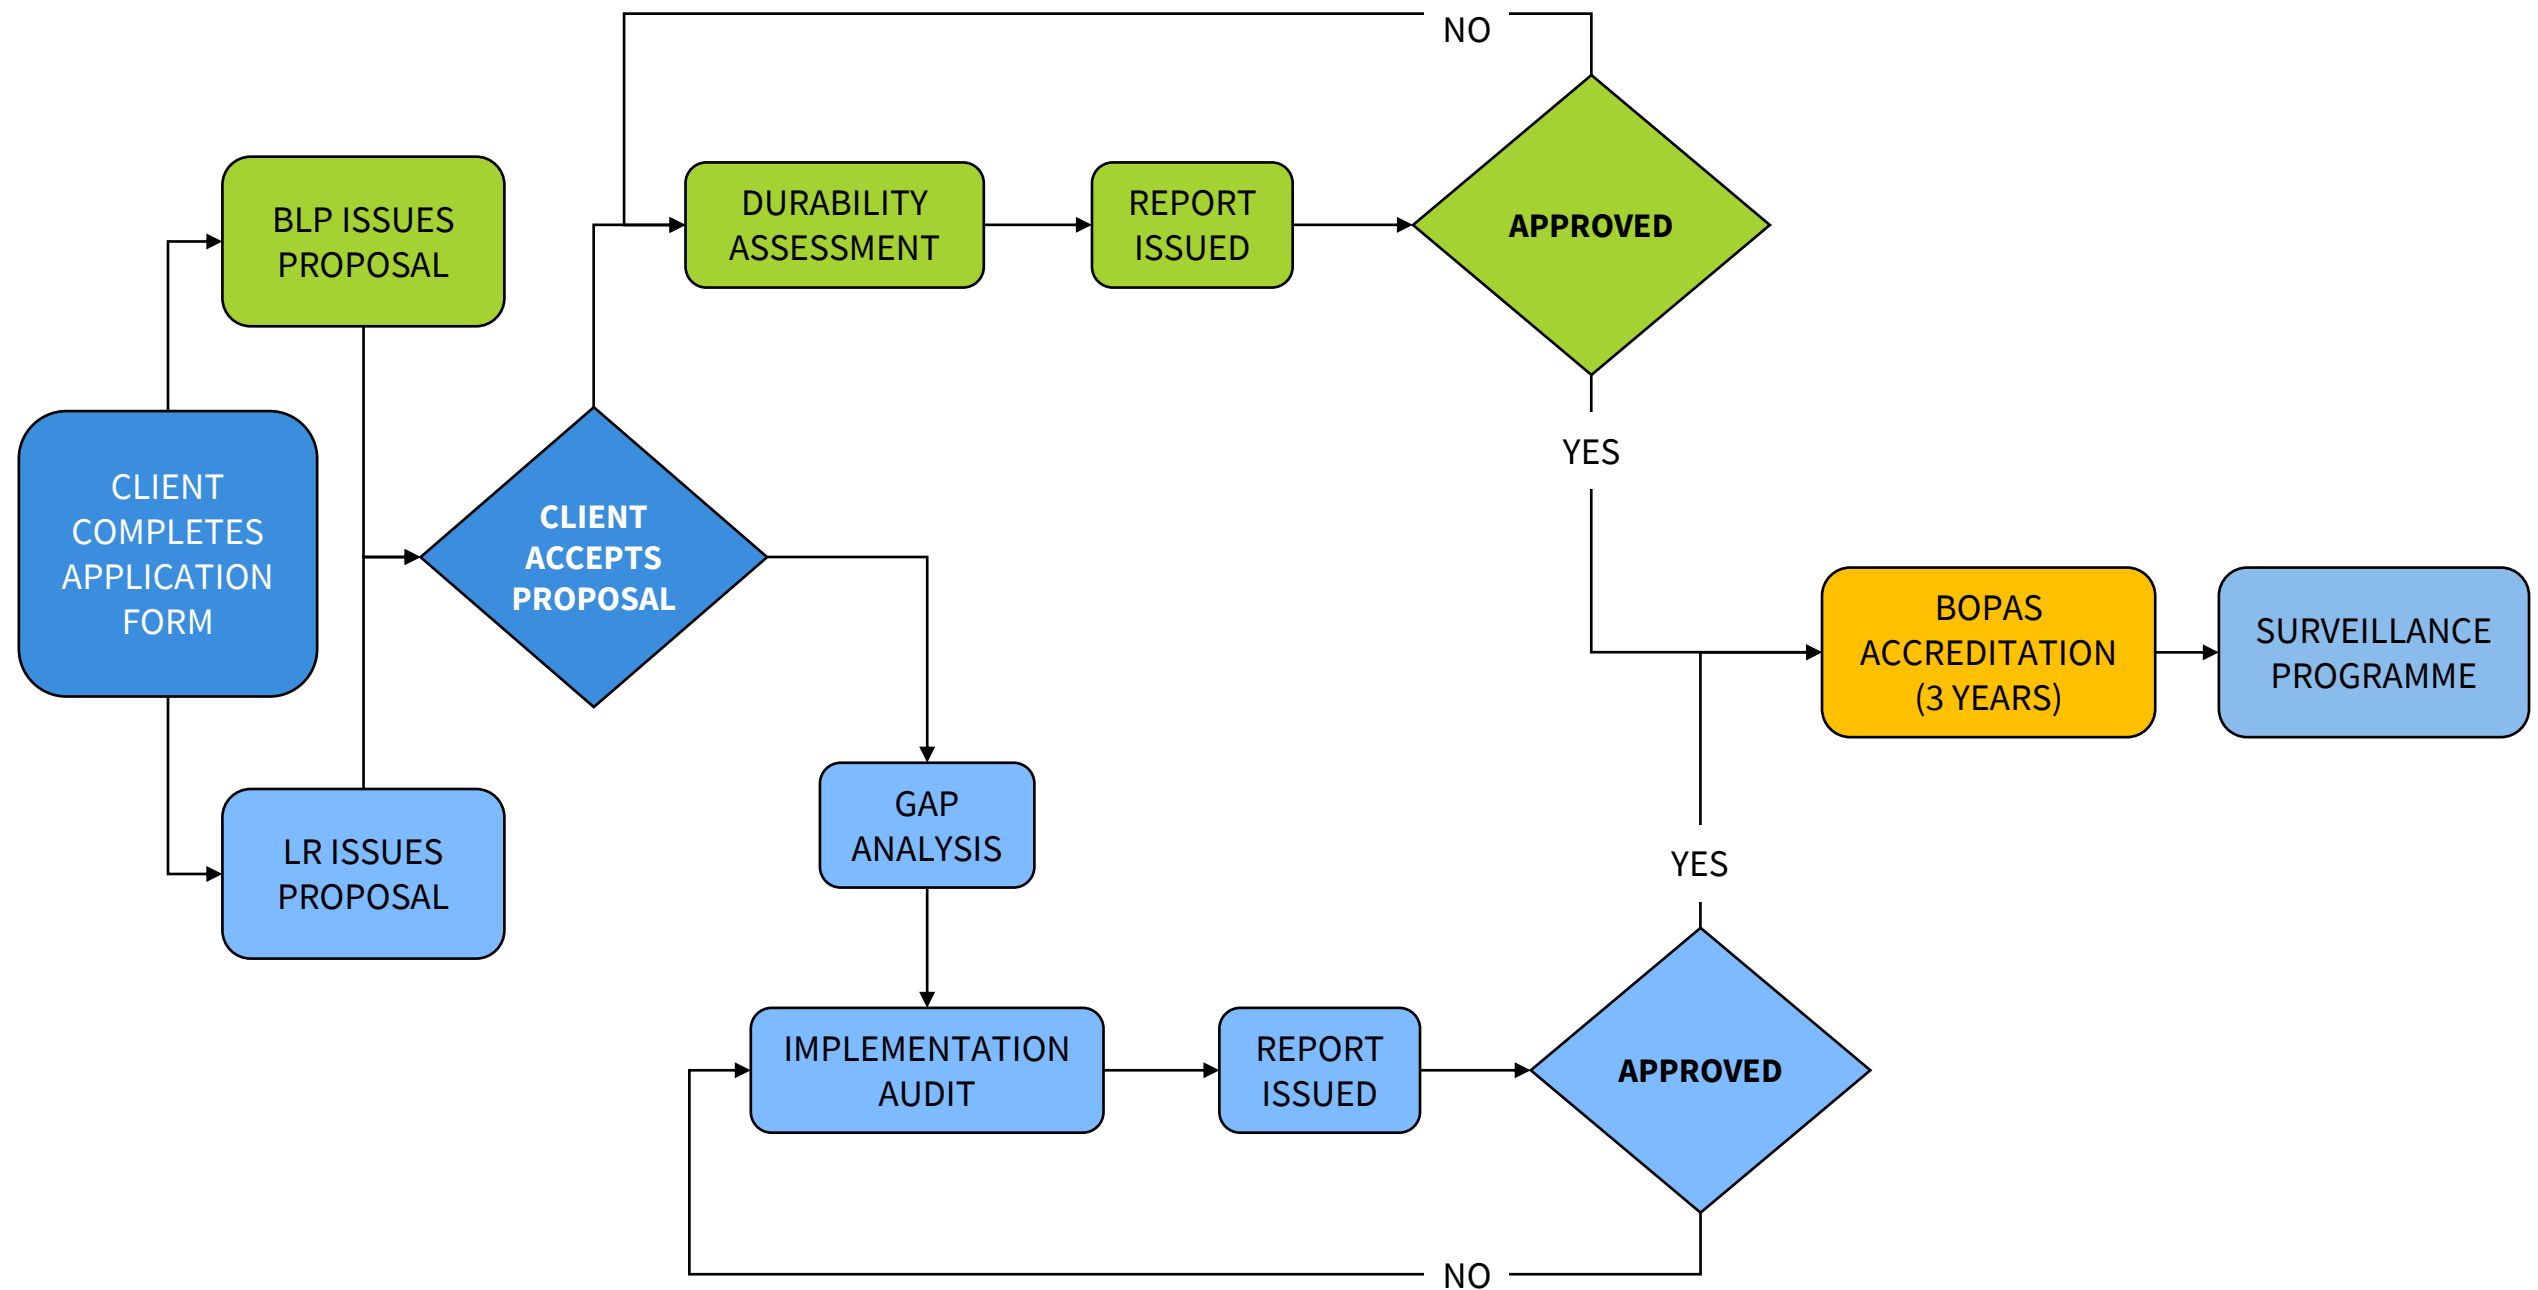 NO
BLP ISSUES
PROPOSAL
DURABILITY
ASSESSMENT
REPORT
ISSUED
APPROVED
YES
CLIENT
COMPLETES
APPLICATION
FORM
CLIENT
ACCEPTS
PROPOSAL
BOPAS
ACCREDITATION
(3 YEARS)
SURVEILLANCE
PROGRAMME
LR ISSUES
PROPOSAL
GAP
ANALYSIS
YES
IMPLEMENTATION
AUDIT
REPORT
ISSUED
APPROVED
NO